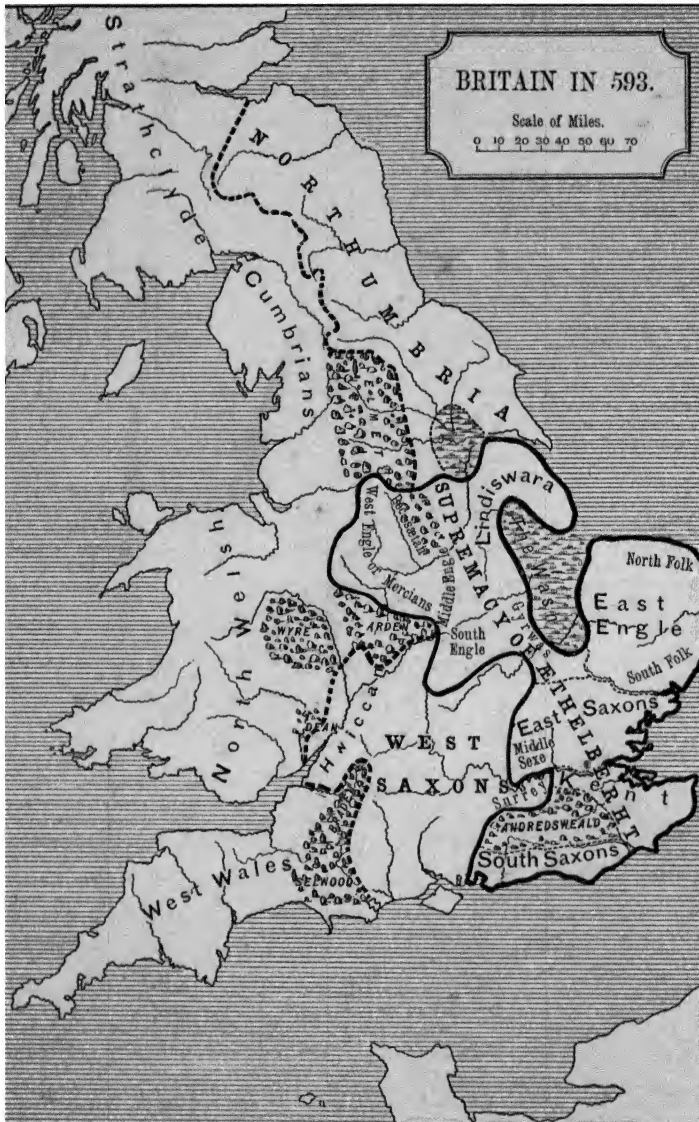 BRITAIN IN 593.
Scale of Miles.
0 10 20 30 40 50 60 70
Strathclyde
NORTHUMBRIA
Cumbrians
ELMET
SUPREMACY OF ÆTHELBERHT
Lindiswara
The Wash
West Engle or Mercians
Pecsaetan
Middle Engle
Gyrwas
North Folk
East
Engle
South Folk
South
Engle
North Welsh
WYRE
ARDEN
DEAN
Hwicca
WEST
SAXONS
East Saxons
Middle
Sexe
Surrey
Kent
ANDREDSWEALD
South Saxons
SELWOOD
West Wales